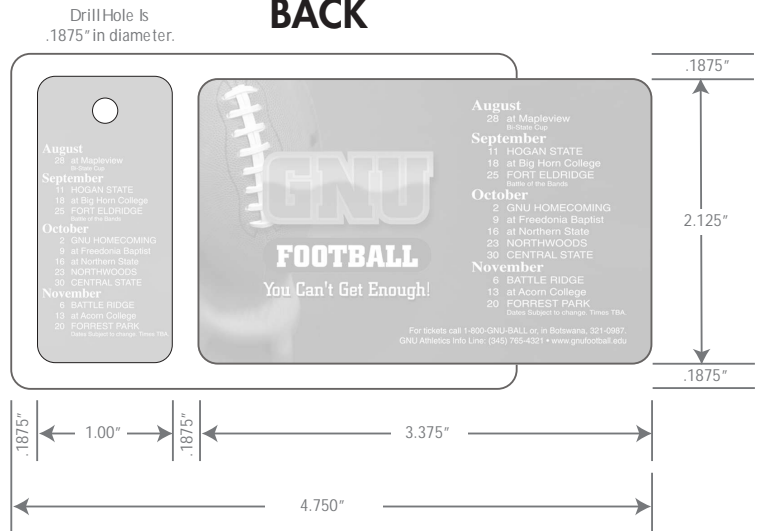 BACK
Drill Hole Is
.1875" in diameter.
August
28 at Mapleview
Bi-State Cup
September
11 HOGAN STATE
18 at Big Horn College
25 FORT ELDRIDGE
Battle of the Bands
October
2 GNU HOMECOMING
9 at Freedonia Baptist
16 at Northern State
23 NORTHWOODS
30 CENTRAL STATE
November
6 BATTLE RIDGE
13 at Acorn College
20 FORREST PARK
Dates Subject to change. Times TBA
GNU
FOOTBALL
You Can't Get Enough!
August
28 at Mapleview
Bi-State Cup
September
11 HOGAN STATE
18 at Big Horn College
25 FORT ELDRIDGE
Battle of the Bands
October
2 GNU HOMECOMING
9 at Freedonia Baptist
16 at Northern State
23 NORTHWOODS
30 CENTRAL STATE
November
6 BATTLE RIDGE
13 at Acorn College
20 FORREST PARK
Dates Subject to change. Times TBA
For tickets call 1-800-GNU-BALL or, in Botswana, 321-0987.
GNU Athletics Info Line: (345) 765-4321 • www.gnufootball.edu
.1875"
2.125"
.1875"
.1875"
1.00"
.1875"
3.375"
4.750"